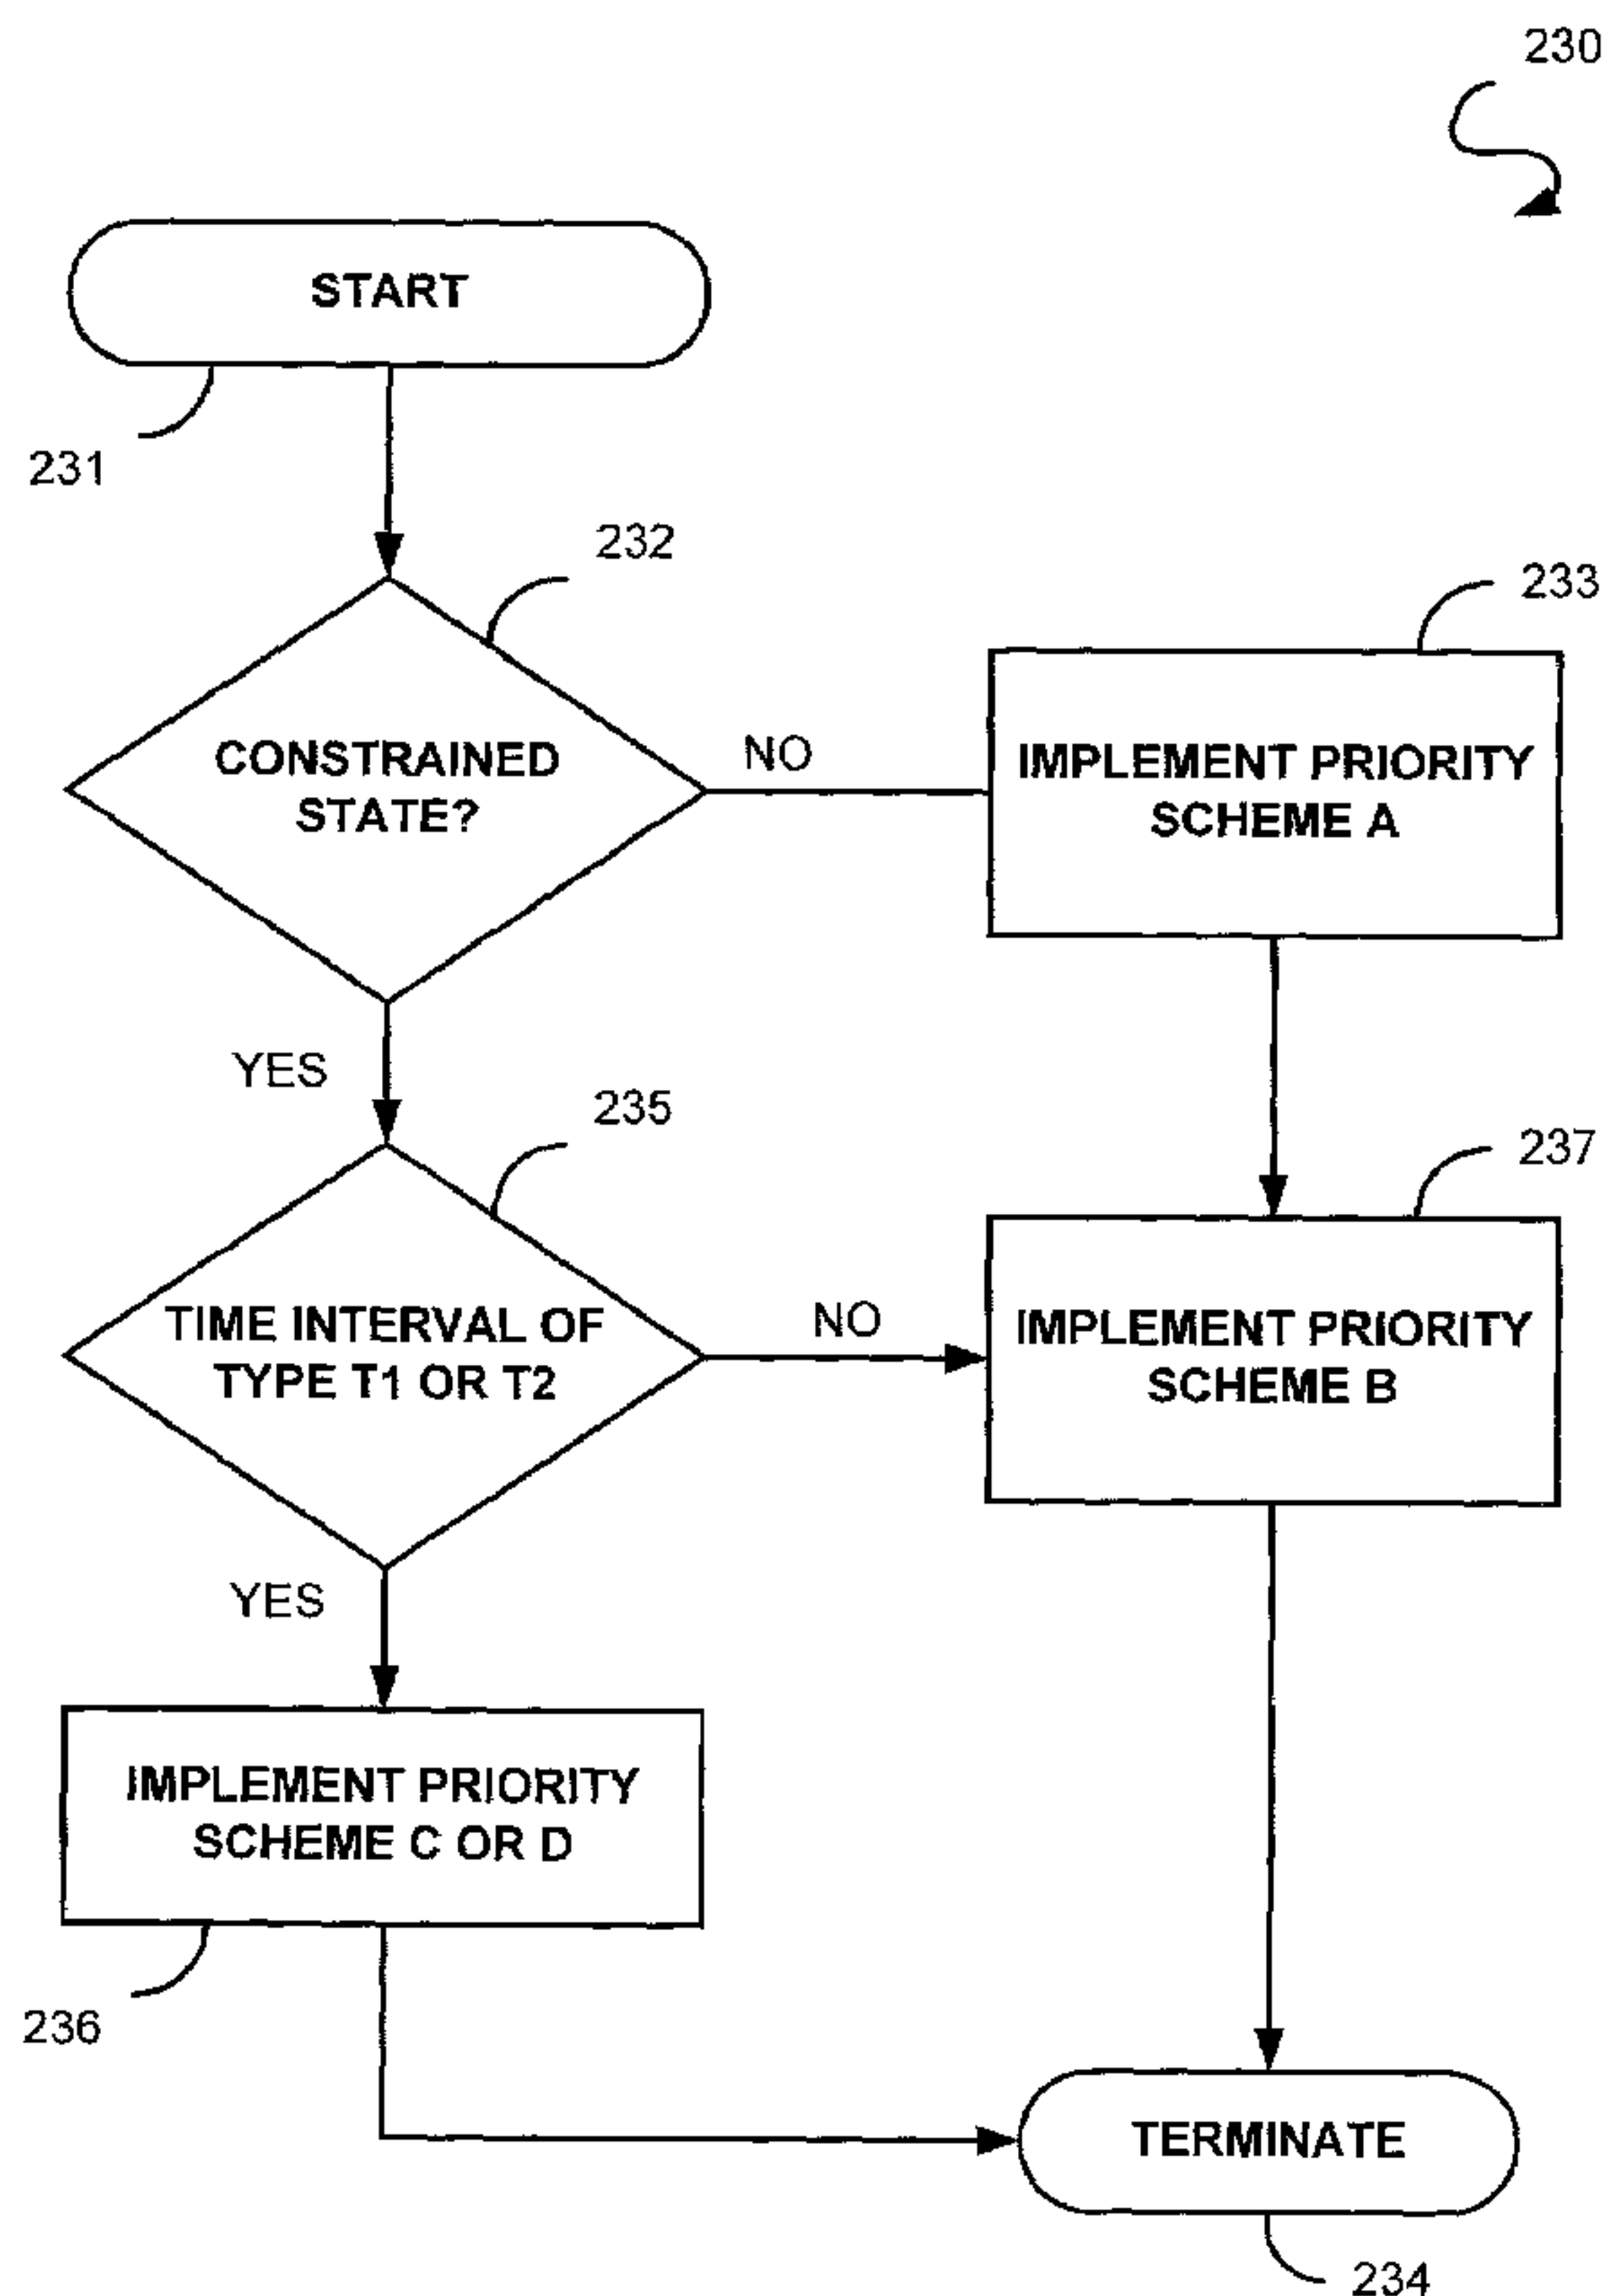 230
START
231
232
233
CONSTRAINED
STATE?
NO
IMPLEMENT PRIORITY
SCHEME A
YES
235
237
TIME INTERVAL OF
TYPE T1 OR T2
NO
IMPLEMENT PRIORITY
SCHEME B
YES
IMPLEMENT PRIORITY
SCHEME C OR D
236
TERMINATE
234